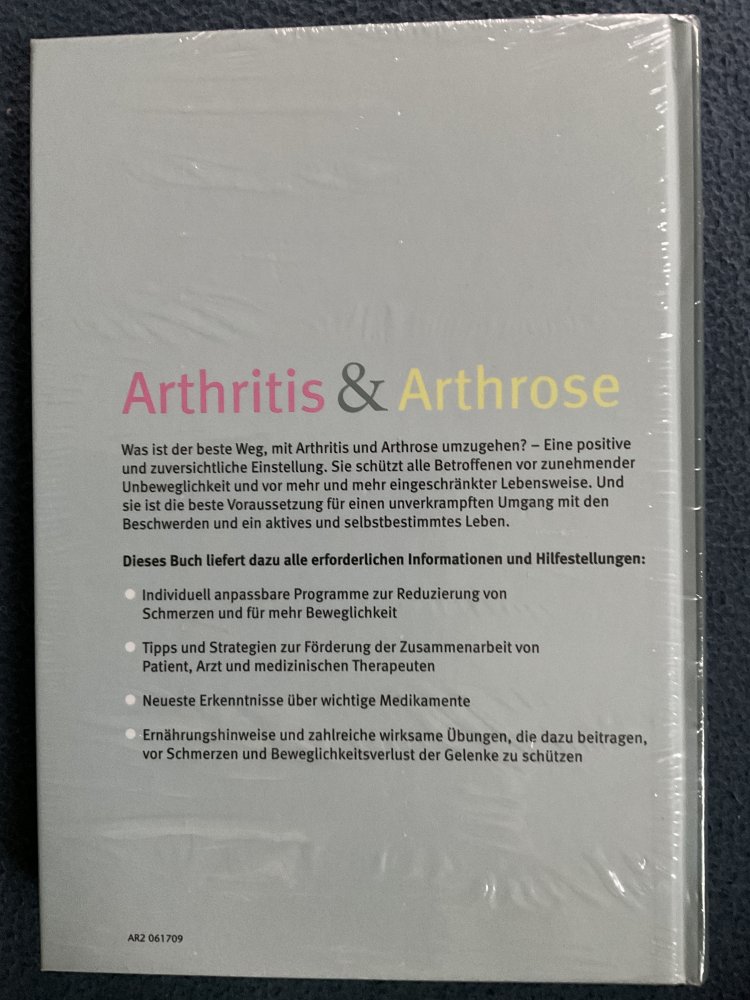 Arthritis & Arthrose
Was ist der beste Weg, mit Arthritis und Arthrose umzugehen? – Eine positive
und zuversichtliche Einstellung. Sie schützt alle Betroffenen vor zunehmender
Unbeweglichkeit und vor mehr und mehr eingeschränkter Lebensweise. Und
sie ist die beste Voraussetzung für einen unverkrampften Umgang mit den
Beschwerden und ein aktives und selbstbestimmtes Leben.
Dieses Buch liefert dazu alle erforderlichen Informationen und Hilfestellungen:
Individuell anpassbare Programme zur Reduzierung von
Schmerzen und für mehr Beweglichkeit
Tipps und Strategien zur Förderung der Zusammenarbeit von
Patient, Arzt und medizinischen Therapeuten
Neueste Erkenntnisse über wichtige Medikamente
Ernährungshinweise und zahlreiche wirksame Übungen, die dazu beitragen,
vor Schmerzen und Beweglichkeitsverlust der Gelenke zu schützen
AR2 061709